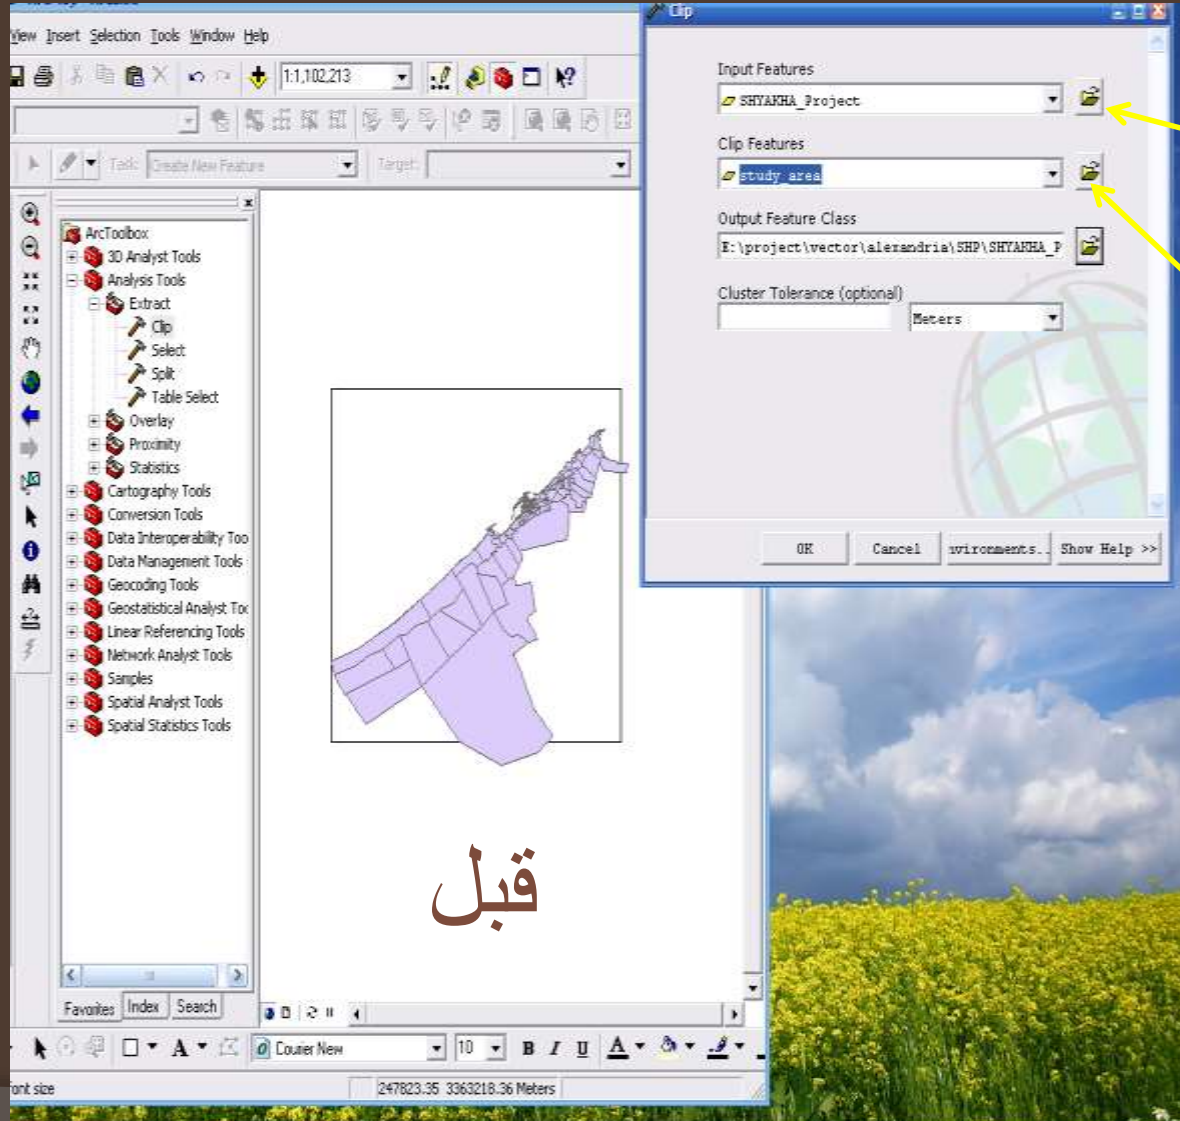 View Insert Selection Tools Window Help
1:1,102,213
Task: Create New Feature Target:
ArcToolbox
3D Analyst Tools
Analysis Tools
Extract
Clip
Select
Split
Table Select
Overlay
Proximity
Statistics
Cartography Tools
Conversion Tools
Data Interoperability Too
Data Management Tools
Geocoding Tools
Geostatistical Analyst Too
Linear Referencing Tools
Network Analyst Tools
Samples
Spatial Analyst Tools
Spatial Statistics Tools
Favorites Index Search
قبل
Courier New 10 B I U A
ont size 247823.35 3363218.36 Meters
Clip
Input Features
SHYAKHA_Project
Clip Features
study_area
Output Feature Class
E:\project\vector\alexandria\SHP\SHYAKHA_P
Cluster Tolerance (optional)
Meters
OK Cancel vironments.. Show Help >>